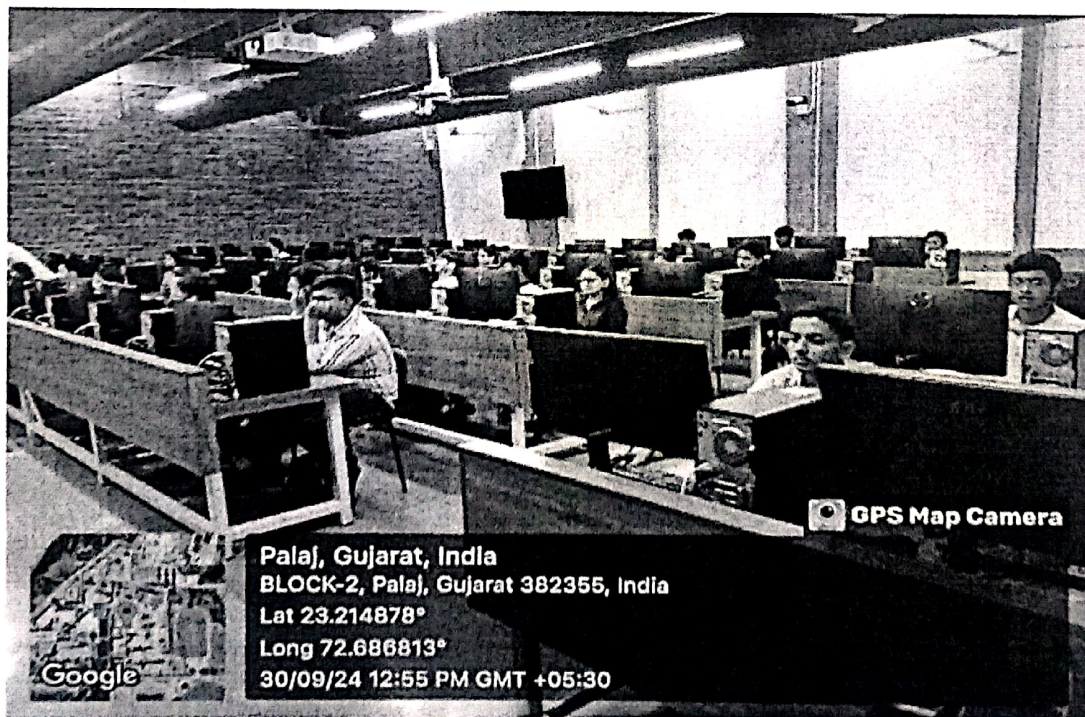 GPS Map Camera
Palaj, Gujarat, India
BLOCK-2, Palaj, Gujarat 382355, India
Lat 23.214878°
Long 72.686813°
30/09/24 12:55 PM GMT +05:30
Google